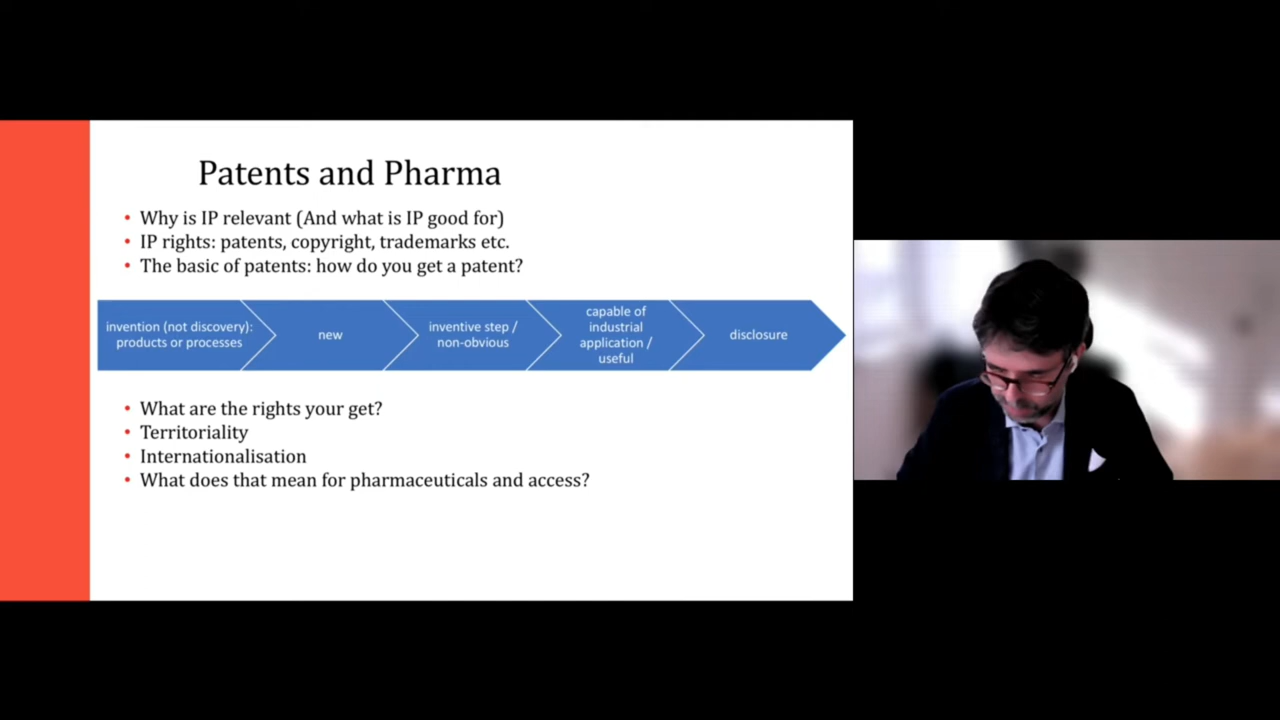 Patents and Pharma
• Why is IP relevant (And what is IP good for)
• IP rights: patents, copyright, trademarks etc.
• The basic of patents: how do you get a patent?
invention (not discovery):
products or processes
new
inventive step /
non-obvious
capable of
industrial
application /
useful
disclosure
• What are the rights your get?
• Territoriality
• Internationalisation
• What does that mean for pharmaceuticals and access?